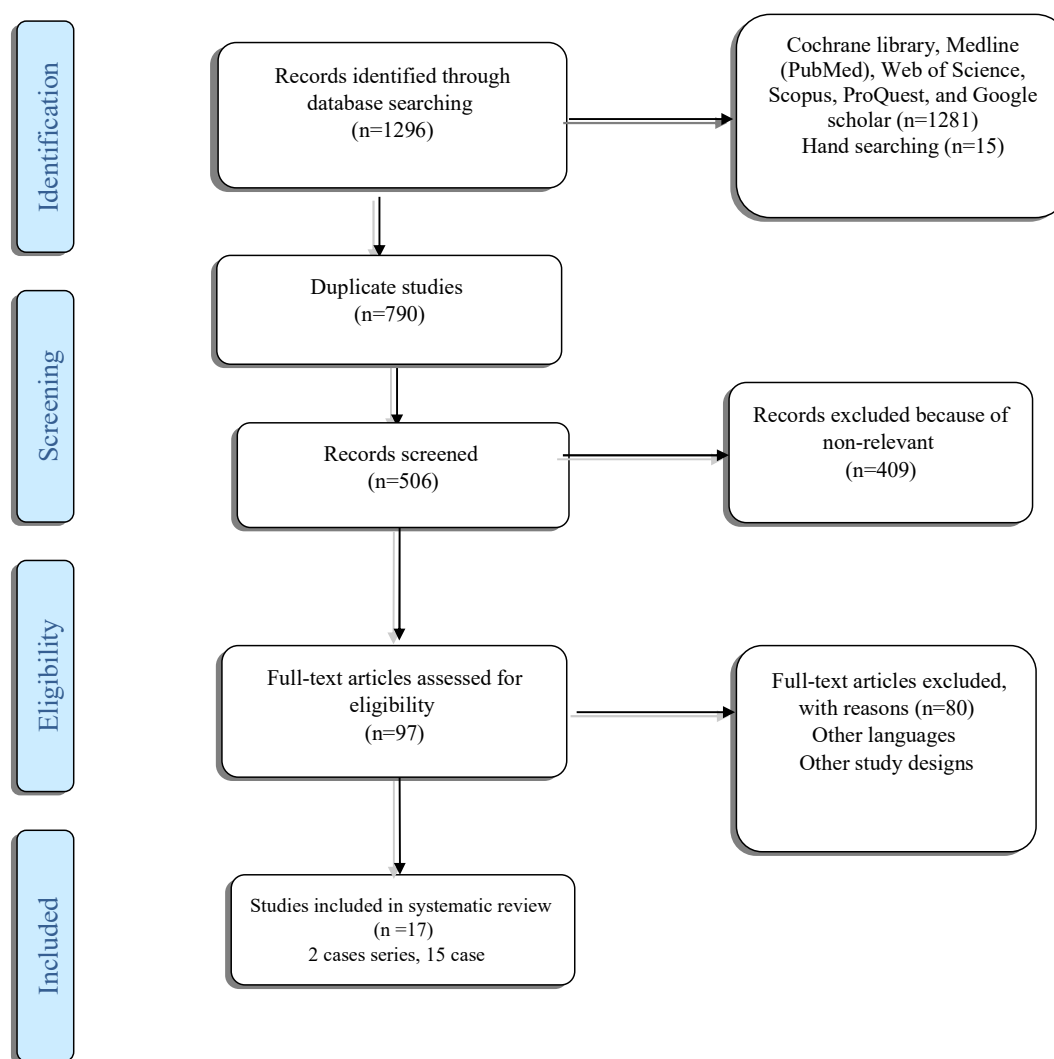 Identification
Records identified through
database searching
(n=1296)
Cochrane library, Medline
(PubMed), Web of Science,
Scopus, ProQuest, and Google
scholar (n=1281)
Hand searching (n=15)
Duplicate studies
(n=790)
Screening
Records screened
(n=506)
Records excluded because of
non-relevant
(n=409)
Eligibility
Full-text articles assessed for
eligibility
(n=97)
Full-text articles excluded,
with reasons (n=80)
Other languages
Other study designs
Included
Studies included in systematic review
(n =17)
2 cases series, 15 case